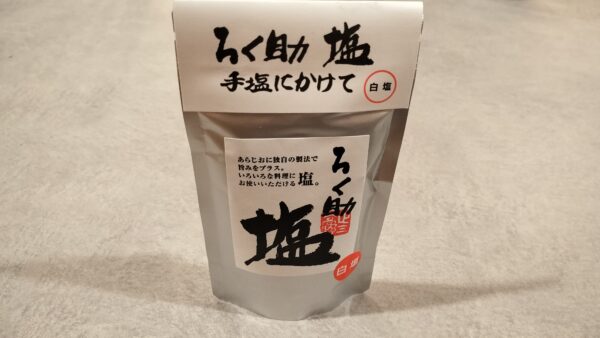 ろく助 塩
手塩にかけて
白塩
あらじおに独自の製法で
旨みをプラス。
いろいろな料理に
お使いいただける 塩。
ろく助
塩
白塩